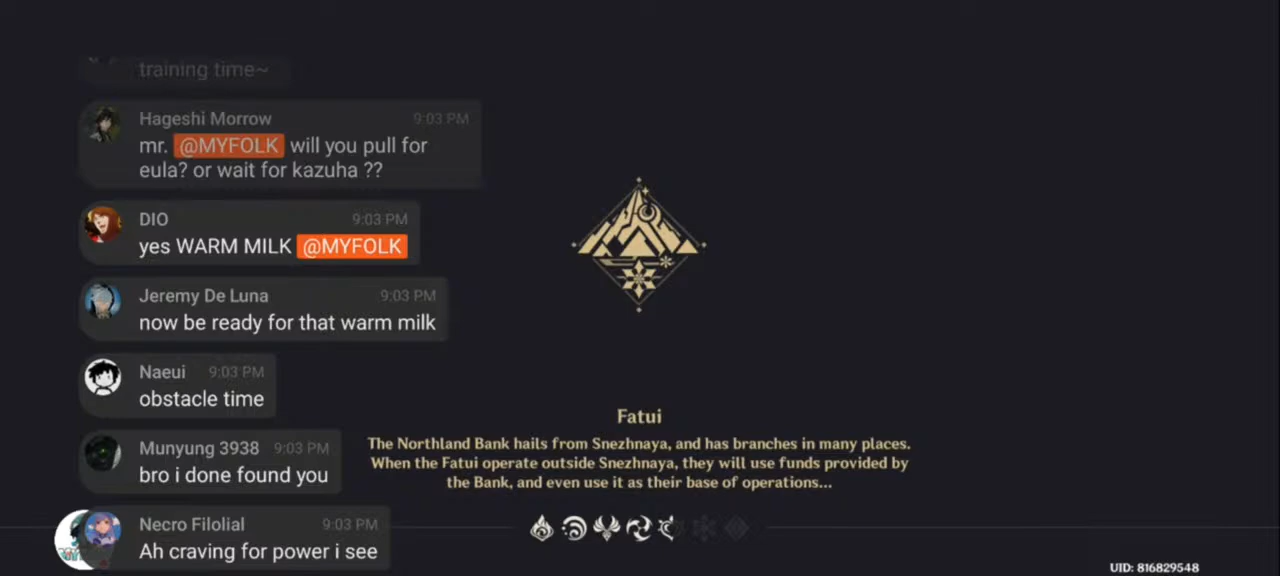 training time~
Hageshi Morrow 9:03 PM
mr. @MYFOLK will you pull for
eula? or wait for kazuha ??
DIO 9:03 PM
yes WARM MILK @MYFOLK
Jeremy De Luna 9:03 PM
now be ready for that warm milk
Naeui 9:03 PM
obstacle time
Munyung 3938 9:03 PM
bro i done found you
Necro Filolial 9:03 PM
Ah craving for power i see
Fatui
The Northland Bank hails from Snezhnaya, and has branches in many places.
When the Fatui operate outside Snezhnaya, they will use funds provided by
the Bank, and even use it as their base of operations...
UID: 816829548